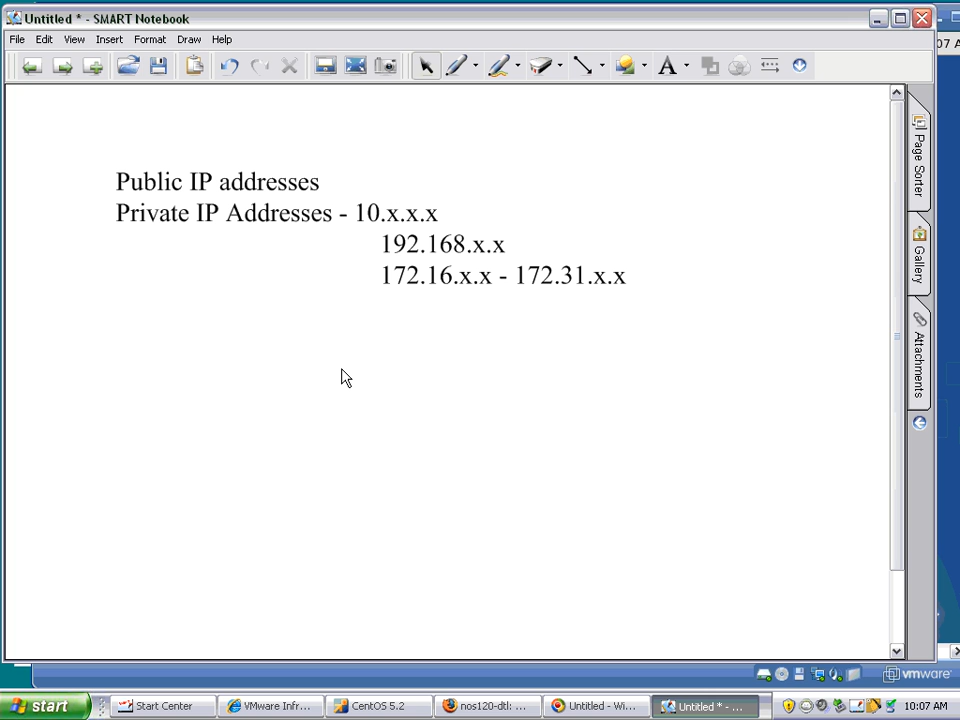 Untitled * - SMART Notebook
File Edit View Insert Format Draw Help
07 A
Public IP addresses
Private IP Addresses - 10.x.x.x
192.168.x.x
172.16.x.x - 172.31.x.x
Page Sorter
Gallery
Attachments
vmware
start
Start Center
VMware Infr...
CentOS 5.2
nos120-dtl: ...
Untitled - Wi...
Untitled * - ...
10:07 AM